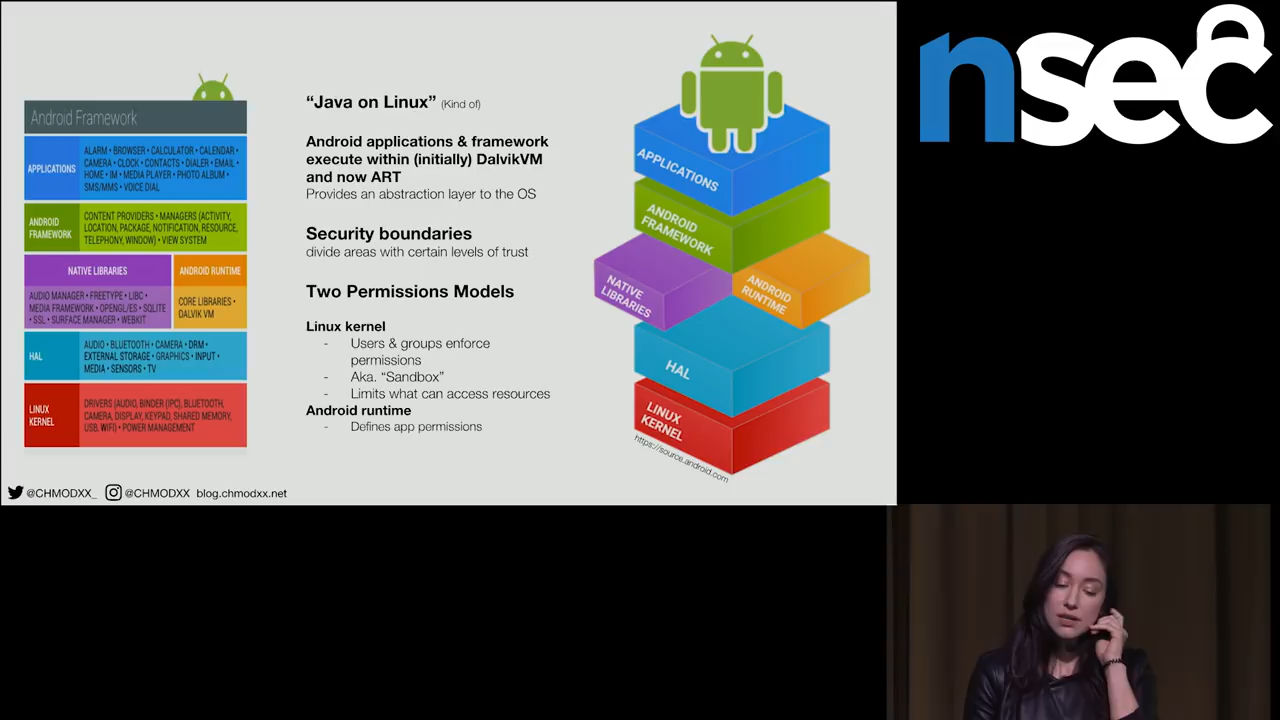 nsec
Android Framework
APPLICATIONS
ALARM • BROWSER • CALCULATOR • CALENDAR •
CAMERA • CLOCK • CONTACTS • DIALER • EMAIL •
HOME • IM • MEDIA PLAYER • PHOTO ALBUM •
SMS/MMS • VOICE DIAL
ANDROID
FRAMEWORK
CONTENT PROVIDERS • MANAGERS (ACTIVITY,
LOCATION, PACKAGE, NOTIFICATION, RESOURCE,
TELEPHONY, WINDOW) • VIEW SYSTEM
NATIVE LIBRARIES
AUDIO MANAGER • FREETYPE • LIBC •
MEDIA FRAMEWORK • OPENGL/ES • SQLITE
• SSL • SURFACE MANAGER • WEBKIT
ANDROID RUNTIME
CORE LIBRARIES •
DALVIK VM
HAL
AUDIO • BLUETOOTH • CAMERA • DRM •
EXTERNAL STORAGE • GRAPHICS • INPUT •
MEDIA • SENSORS • TV
LINUX
KERNEL
DRIVERS (AUDIO, BINDER (IPC), BLUETOOTH,
CAMERA, DISPLAY, KEYPAD, SHARED MEMORY,
USB, WIFI) • POWER MANAGEMENT
“Java on Linux” (Kind of)
Android applications & framework
execute within (initially) DalvikVM
and now ART
Provides an abstraction layer to the OS
Security boundaries
divide areas with certain levels of trust
Two Permissions Models
Linux kernel
- Users & groups enforce
permissions
- Aka. “Sandbox”
- Limits what can access resources
Android runtime
- Defines app permissions
APPLICATIONS
ANDROID
FRAMEWORK
NATIVE
LIBRARIES
ANDROID
RUNTIME
HAL
LINUX
KERNEL
https://source.android.com
@CHMODXX_ @CHMODXX blog.chmodxx.net